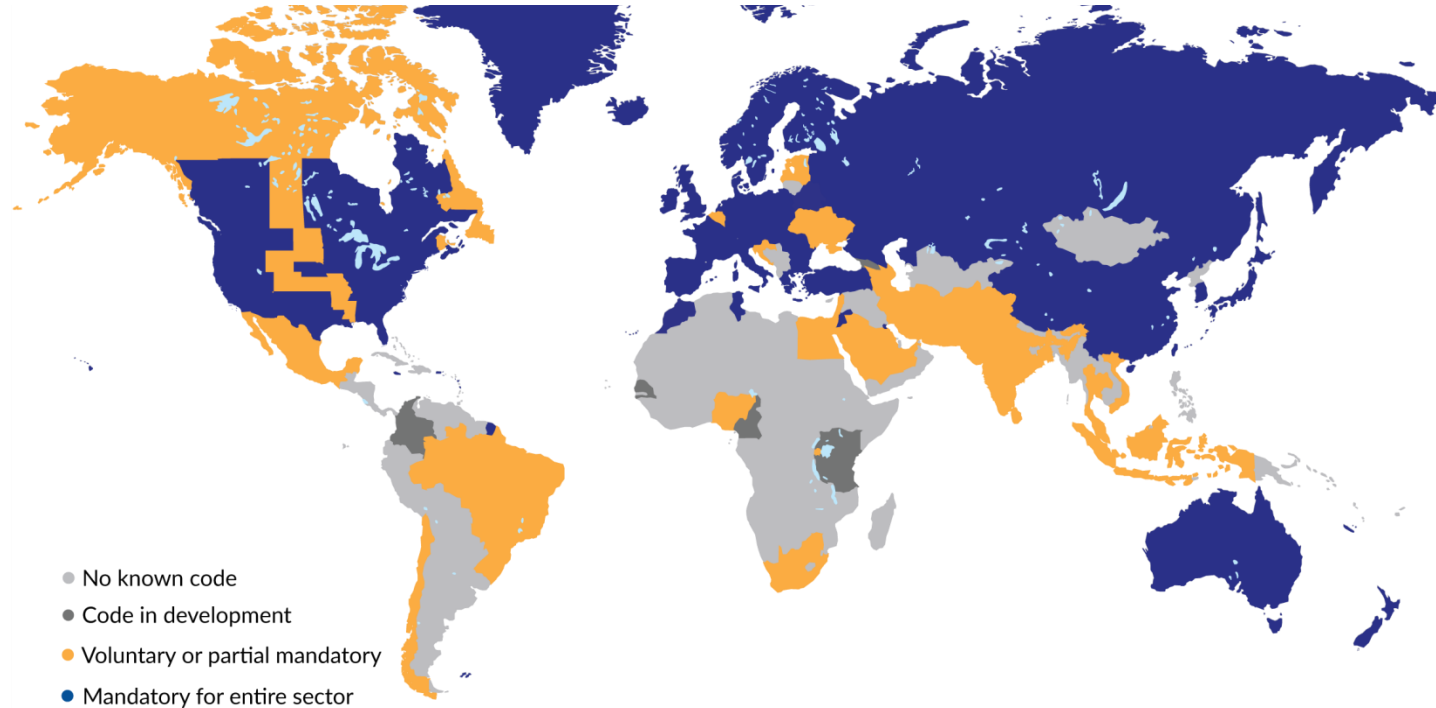 No known code
Code in development
Voluntary or partial mandatory
Mandatory for entire sector